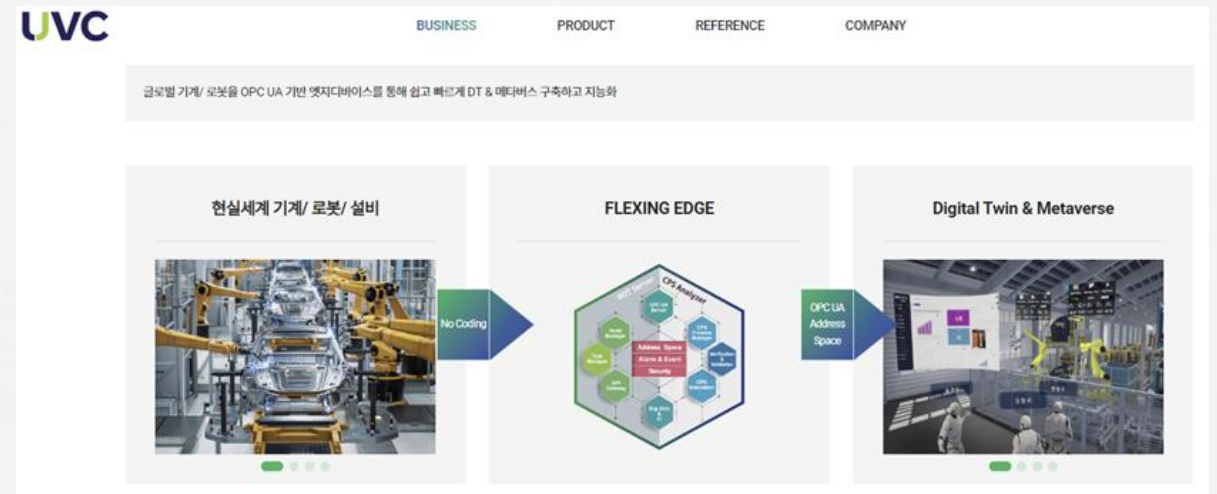 UVC
BUSINESS
PRODUCT
REFERENCE
COMPANY
글로벌 기계/ 로봇을 OPC UA 기반 엣지디바이스를 통해 쉽고 빠르게 DT & 메타버스 구축하고 지능화
현실세계 기계/ 로봇/ 설비
FLEXING EDGE
Digital Twin & Metaverse
No Coding
CPS Analyzer
OPC UA
Server
Address Space
Alarm & Event
Security
OPC UA
Address
Space